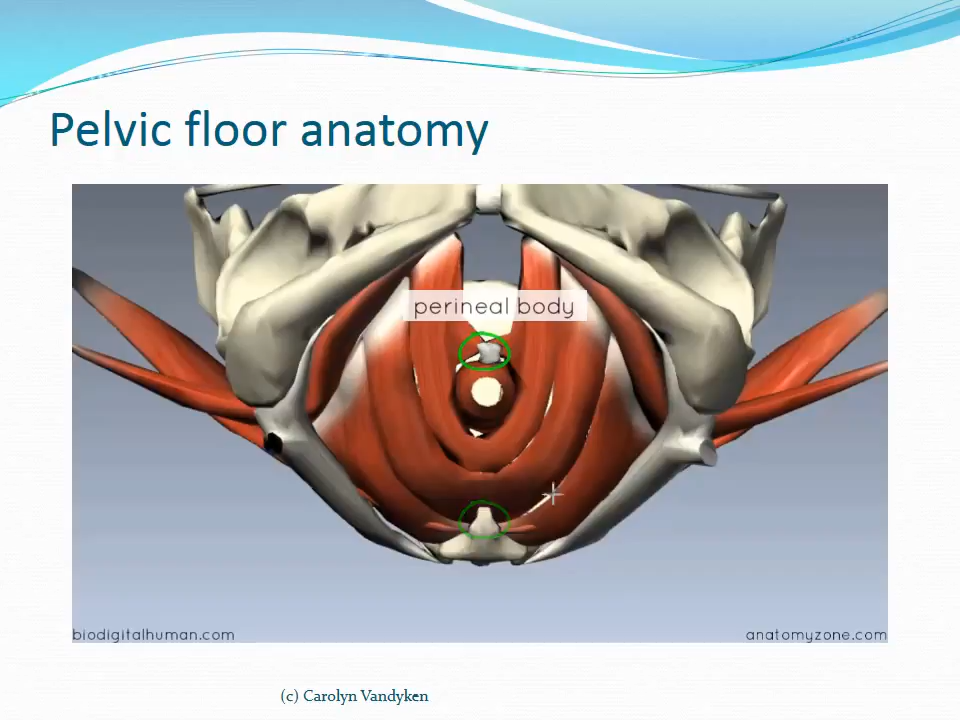 Pelvic floor anatomy
perineal body
biodigitalhuman.com
anatomyzone.com
(c) Carolyn Vandyken